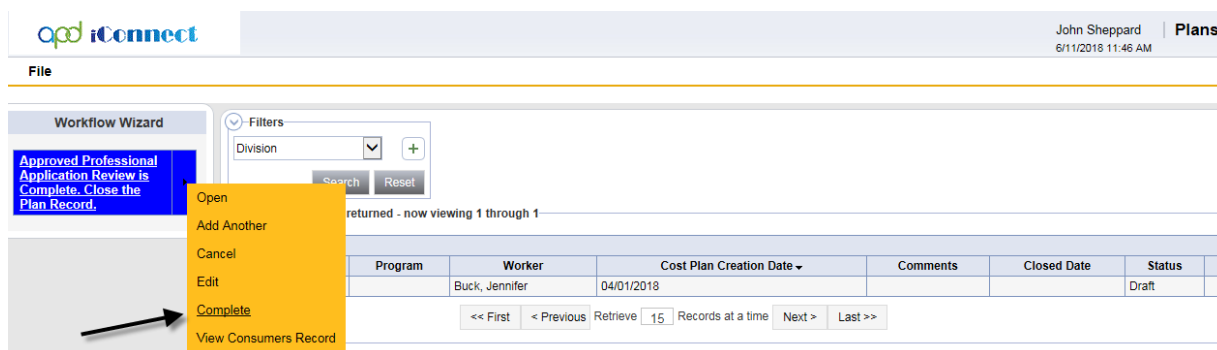 apd iConnect
John Sheppard | Plans
6/11/2018 11:46 AM
File
Workflow Wizard
Approved Professional
Application Review is
Complete. Close the
Plan Record.
Filters
Division
+
Search Reset
returned - now viewing 1 through 1
Open
Add Another
Cancel
Edit
Complete
View Consumers Record
Program Worker Cost Plan Creation Date Comments Closed Date Status
Buck, Jennifer 04/01/2018 Draft
<< First < Previous Retrieve 15 Records at a time Next > Last >>